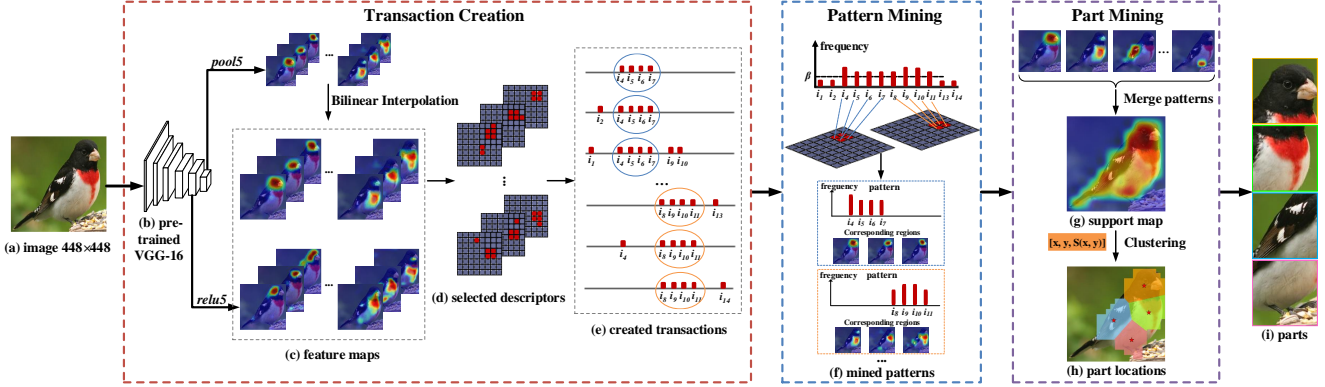 Transaction Creation
Pattern Mining
Part Mining
pool5
...
...
Bilinear Interpolation
...
...
relu5
(a) image 448×448
(b) pre-
trained
VGG-16
(c) feature maps
...
(d) selected descriptors
i4 i5 i6 i7
i2 i4 i5 i6 i7
i1 i4 i5 i6 i7 i9 i10
...
i8 i9 i10 i11 i13
i4 i8 i9 i10 i11
i8 i9 i10 i11 i14
(e) created transactions
frequency
β
i1 i2 i4 i5 i6 i7 i8 i9 i10 i11 i13 i14
freguency pattern
i4 i5 i6 i7
Corresponding regions
frequency pattern
i8 i9 i10 i11
Corresponding regions
...
(f) mined patterns
...
Merge patterns
(g) support map
[x, y, S(x, y)]
Clustering
(h) part locations
(i) parts